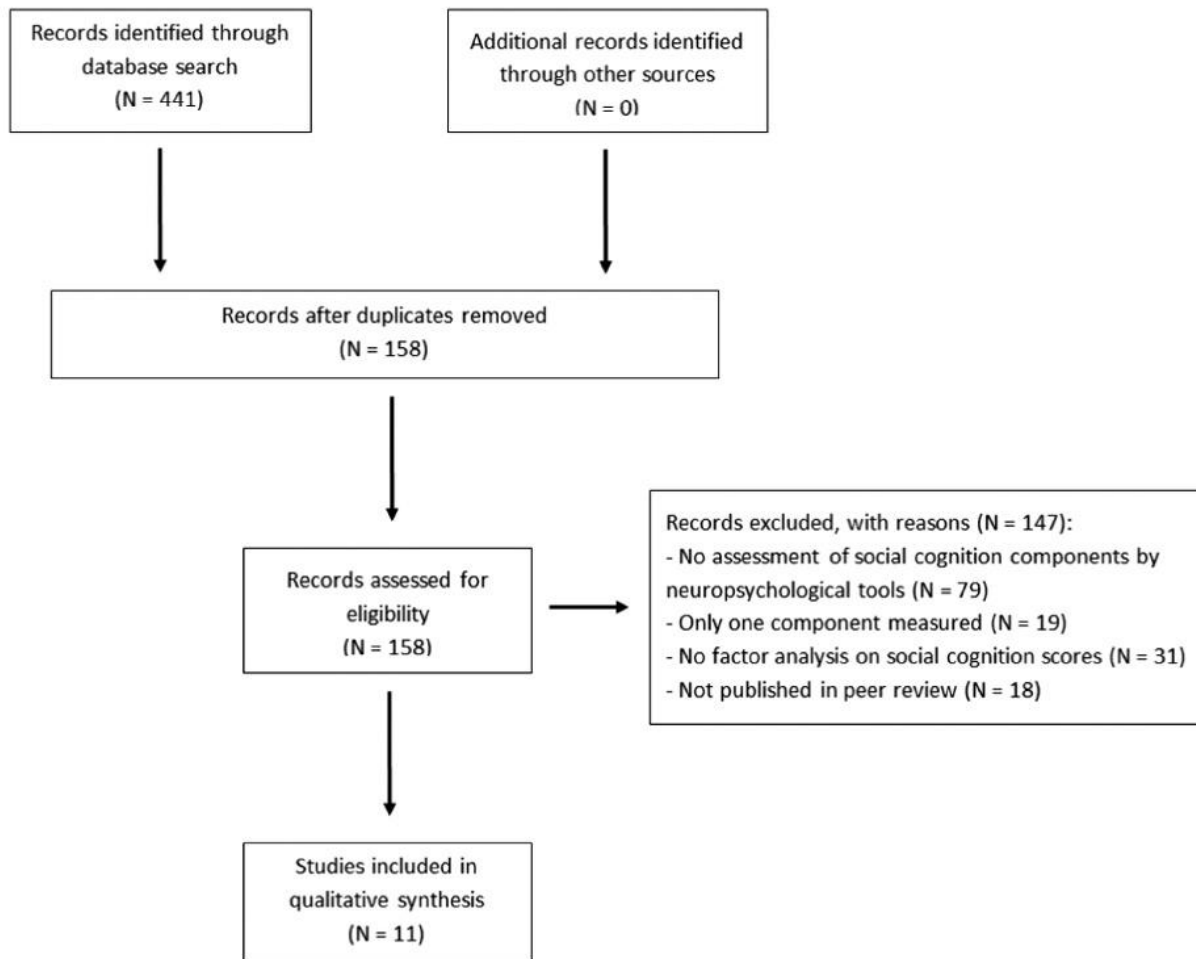 Records identified through
database search
(N = 441)
Additional records identified
through other sources
(N = 0)
Records after duplicates removed
(N = 158)
Records assessed for
eligibility
(N = 158)
Records excluded, with reasons (N = 147):
- No assessment of social cognition components by
neuropsychological tools (N = 79)
- Only one component measured (N = 19)
- No factor analysis on social cognition scores (N = 31)
- Not published in peer review (N = 18)
Studies included in
qualitative synthesis
(N = 11)